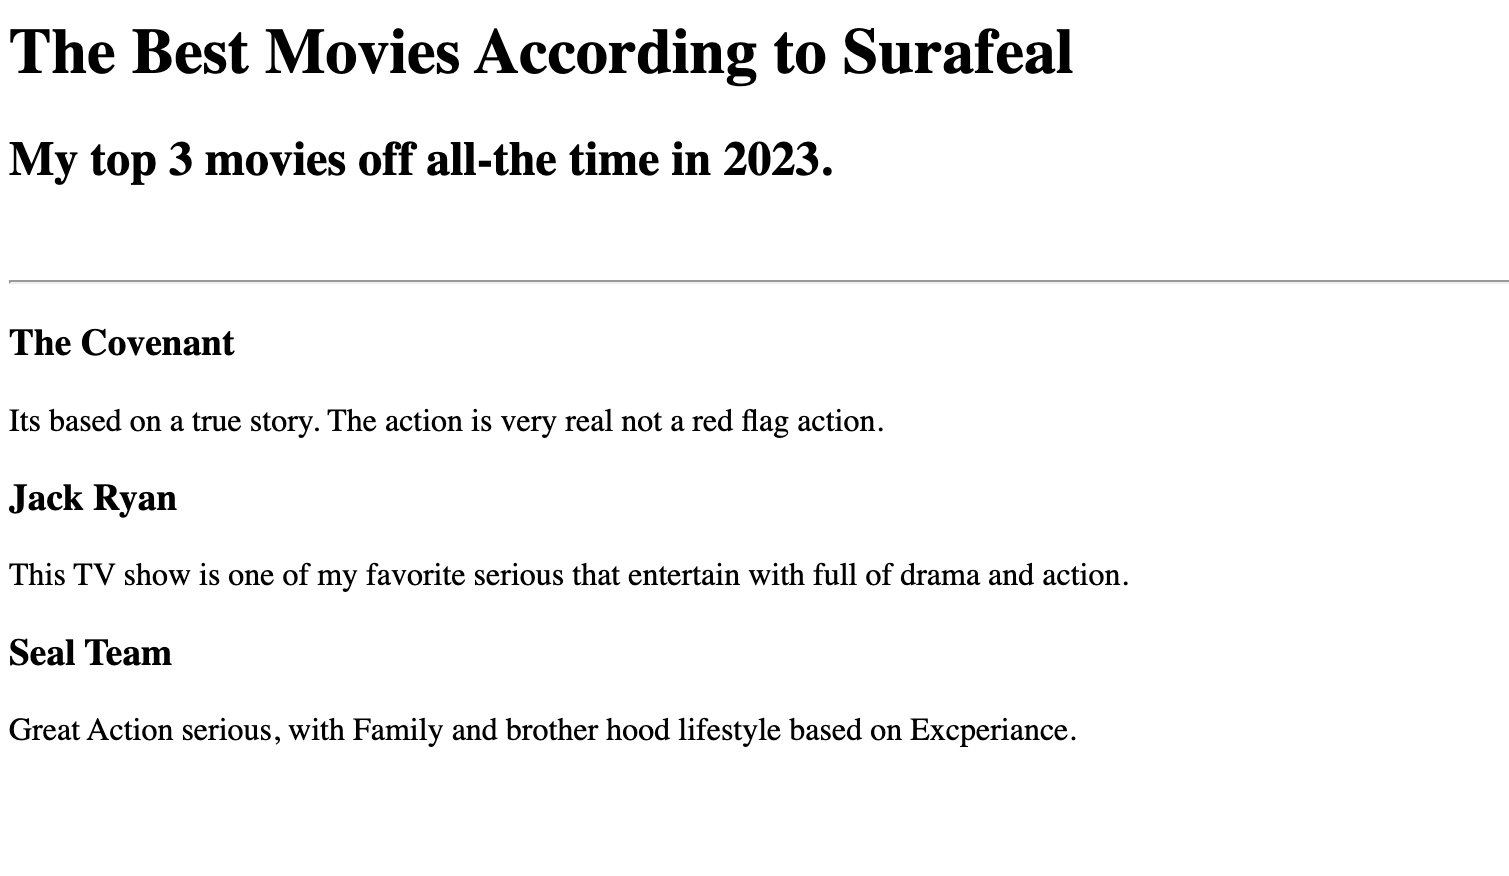 The Best Movies According to Surafeal
My top 3 movies off all-the time in 2023.
The Covenant
Its based on a true story. The action is very real not a red flag action.
Jack Ryan
This TV show is one of my favorite serious that entertain with full of drama and action.
Seal Team
Great Action serious, with Family and brother hood lifestyle based on Excperiance.